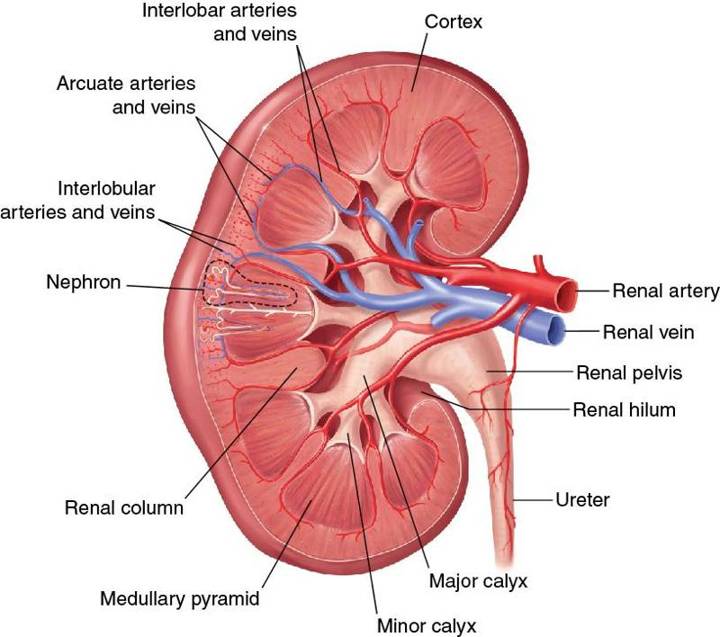 Interlobar arteries
and veins
Cortex
Arcuate arteries
and veins
Interlobular
arteries and veins
Nephron
Renal artery
Renal vein
Renal pelvis
Renal hilum
Renal column
Ureter
Medullary pyramid
Major calyx
Minor calyx